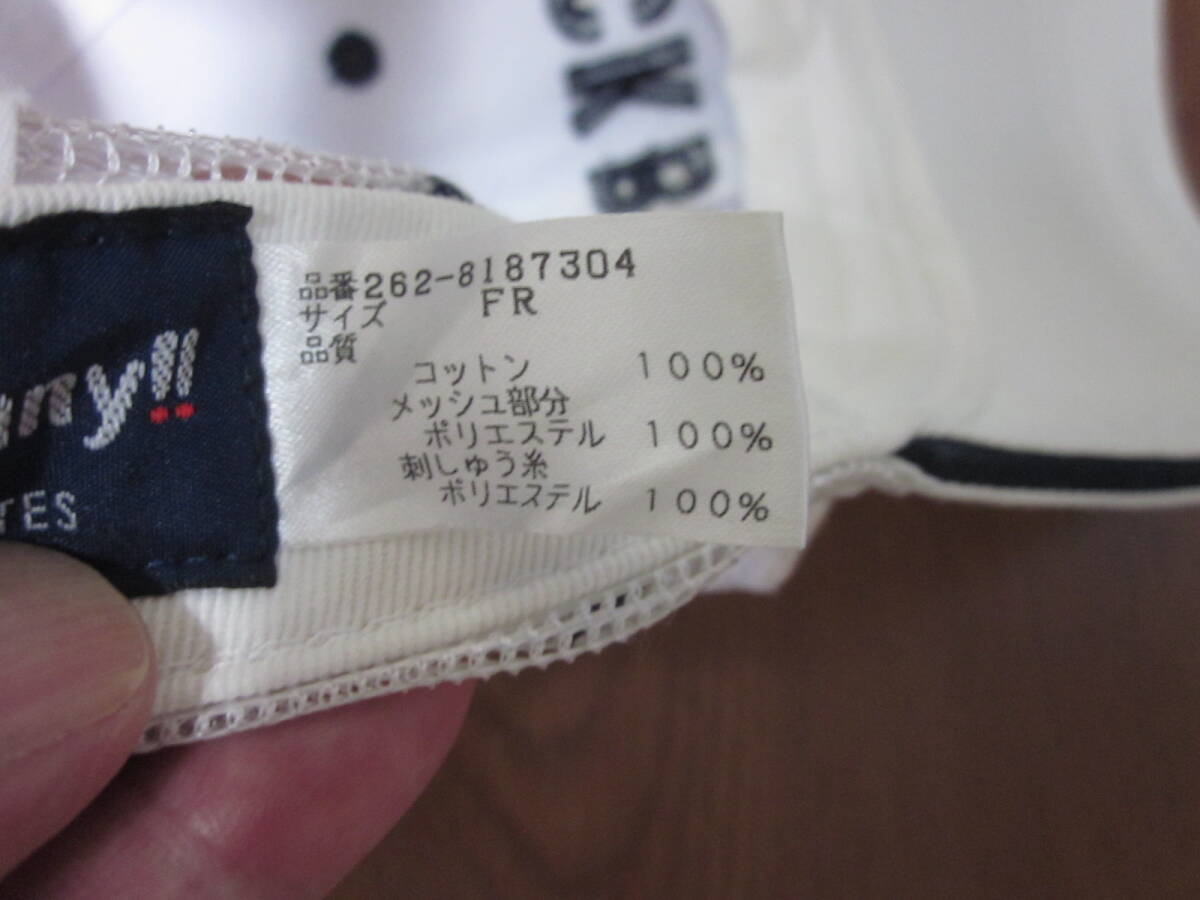 CKB
品番262-8187304
サイズ FR
品質
コットン 100%
メッシュ部分
ポリエステル 100%
刺しゅう糸
ポリエステル 100%
ny!!
TES